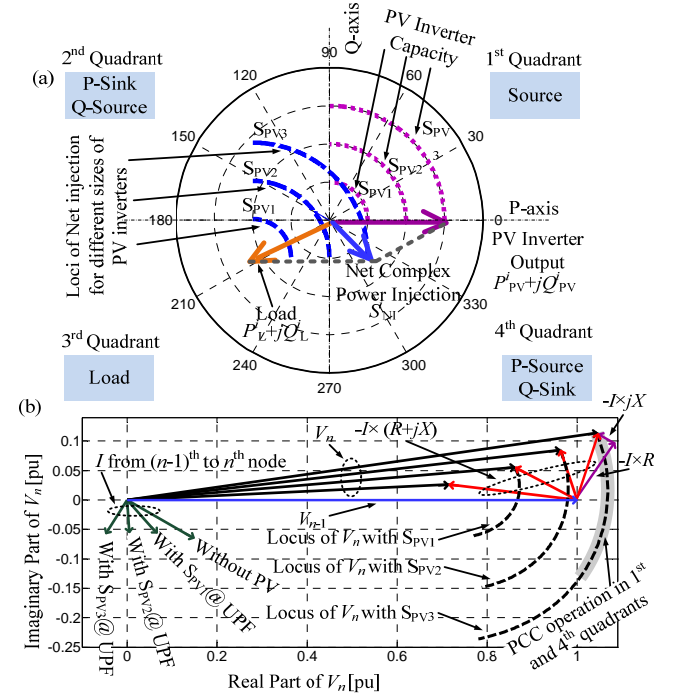 (a)
2nd Quadrant
P-Sink
Q-Source
1st Quadrant
Source
Q-axis
PV Inverter
Capacity
90
60
30
0
330
300
270
240
210
180
150
120
SPV3
SPV2
SPV1
SPV3
SPV2
SPV1
Loci of Net injection
for different sizes of
PV inverters
P-axis
PV Inverter
Output
PiPV+jQiPV
Net Complex
Power Injection
Load
PiL+jQiL
3rd Quadrant
Load
4th Quadrant
P-Source
Q-Sink
(b)
Imaginary Part of Vn [pu]
0.1
0.05
0
-0.05
-0.1
-0.15
-0.2
-0.25
0
0.2
0.4
0.6
0.8
1
Real Part of Vn [pu]
I from (n-1)th to nth node
Vn
-I×(R+jX)
-I×jX
-I×R
Vn-1
Without PV
With SPV1@ UPF
With SPV2@ UPF
With SPV3@ UPF
Locus of Vn with SPV1
Locus of Vn with SPV2
Locus of Vn with SPV3
PCC operation in 1st
and 4th quadrants